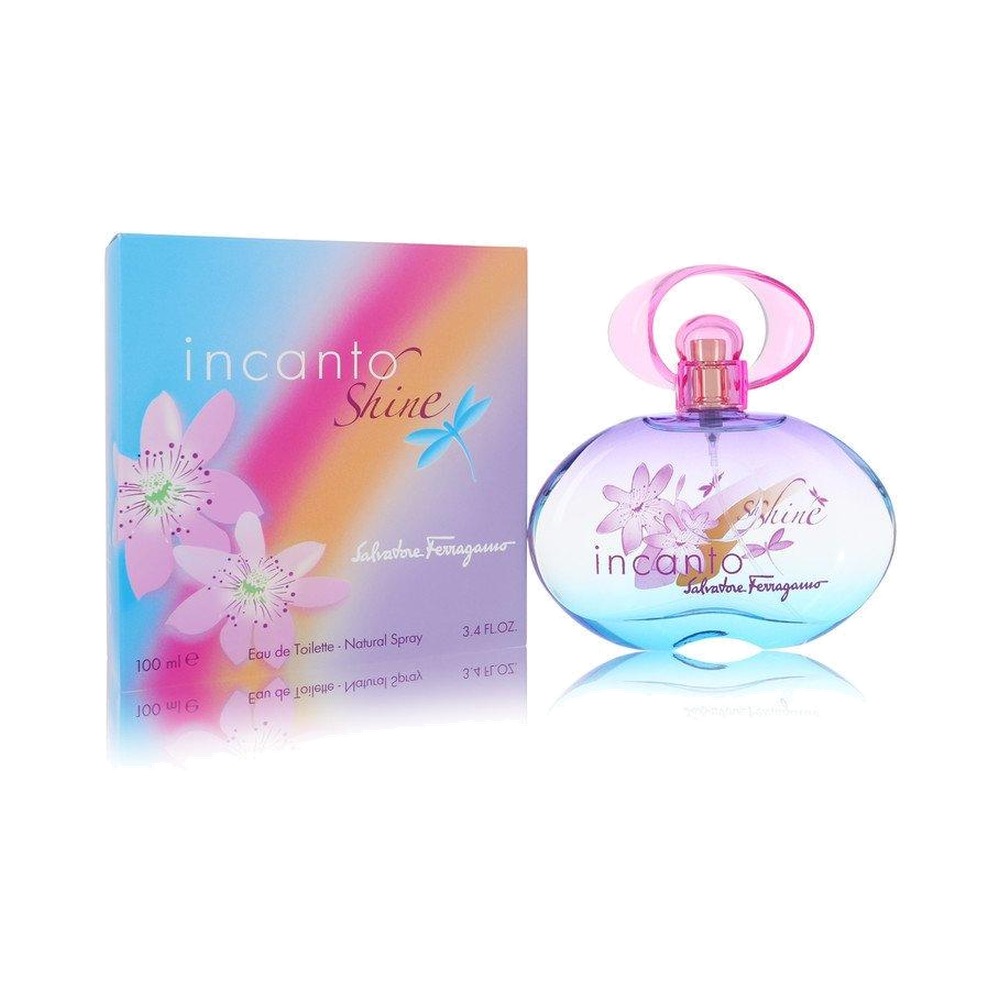 incanto
Shine
Salvatore Ferragamo
100 ml e
Eau de Toilette - Natural Spray
3.4 FL.OZ.
Shine
incanto
Salvatore Ferragamo